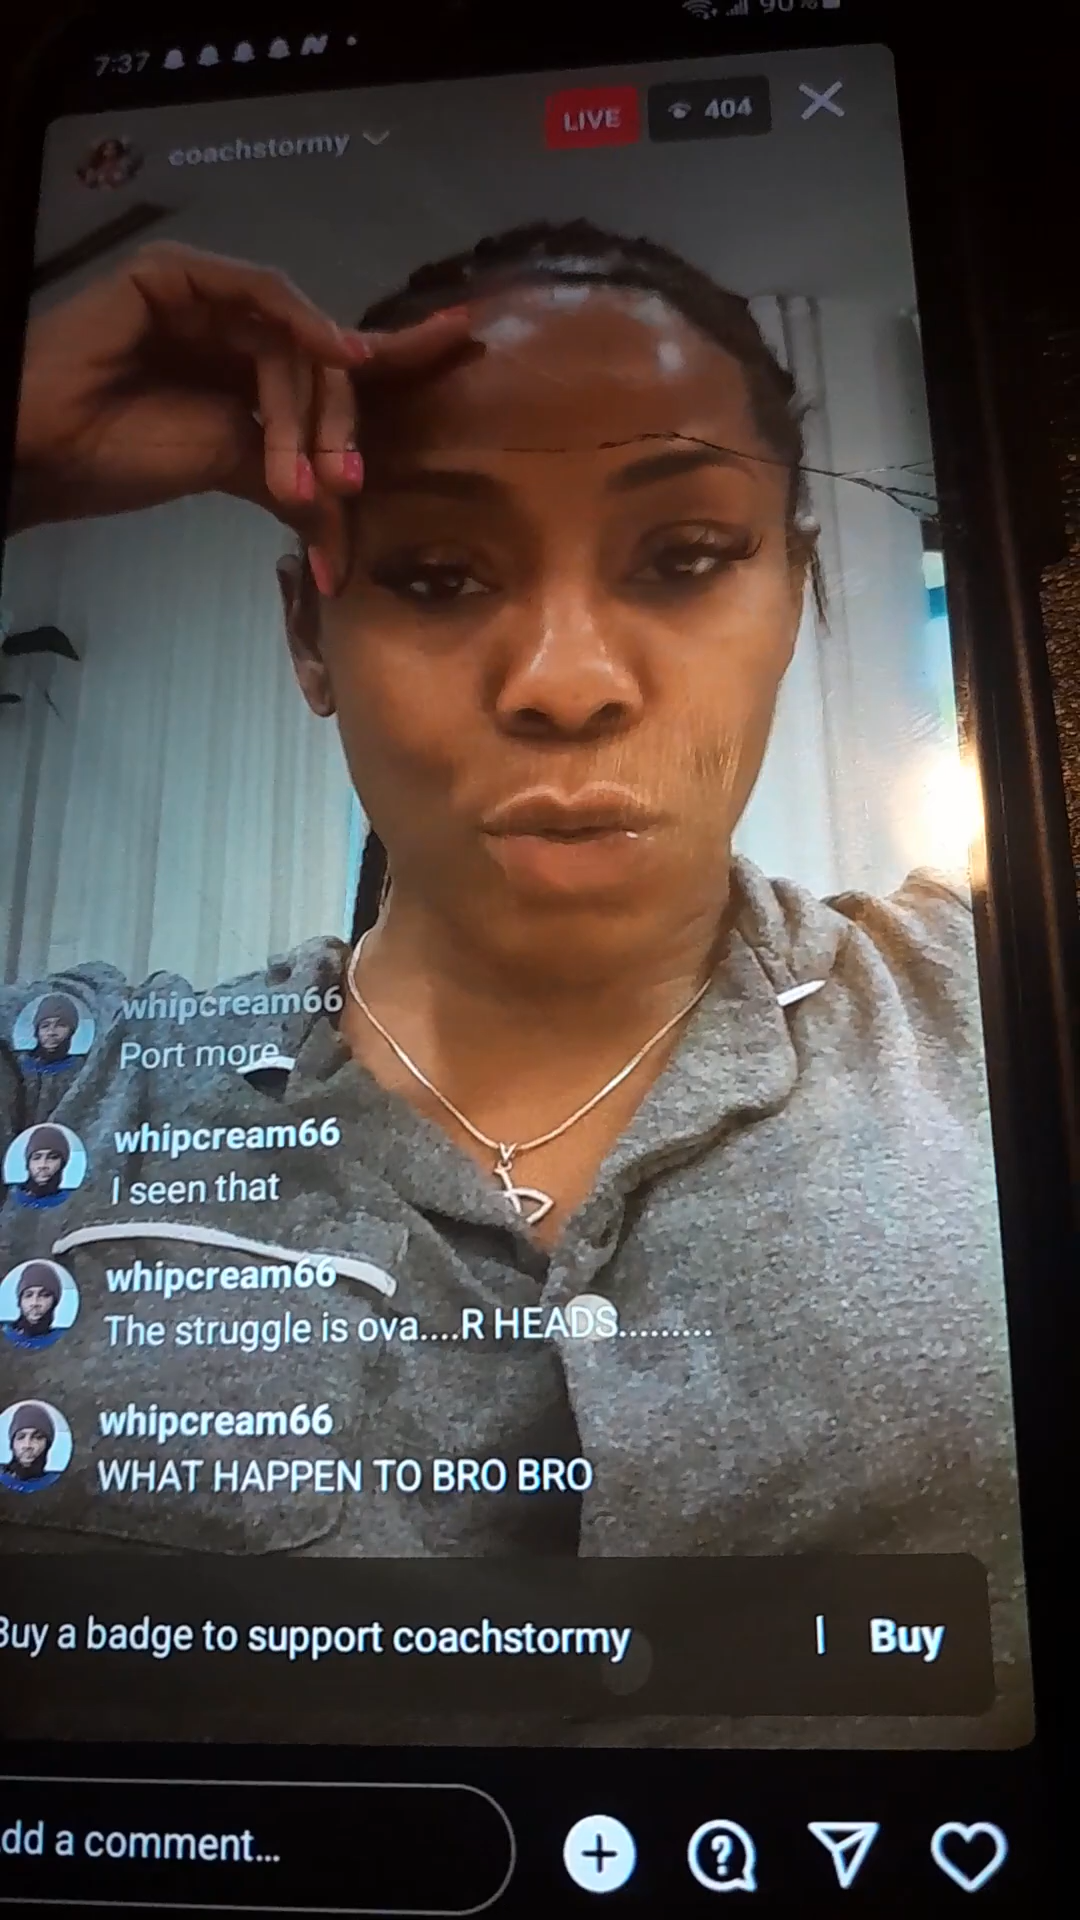 7:37
90%
coachstormy
LIVE
404
whipcream66
Port more
whipcream66
I seen that
whipcream66
The struggle is ova....R HEADS.........
whipcream66
WHAT HAPPEN TO BRO BRO
Buy a badge to support coachstormy | Buy
dd a comment...